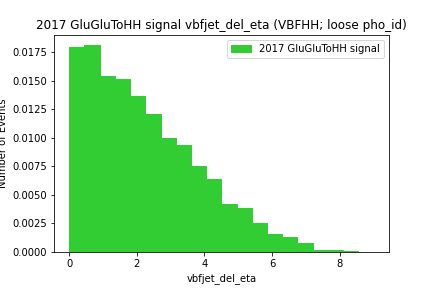 2017 GluGluToHH signal vbfjet_del_eta (VBFHH; loose pho_id)
2017 GluGluToHH signal
Number of Events
0.0175
0.0150
0.0125
0.0100
0.0075
0.0050
0.0025
0.0000
0 2 4 6 8
vbfjet_del_eta